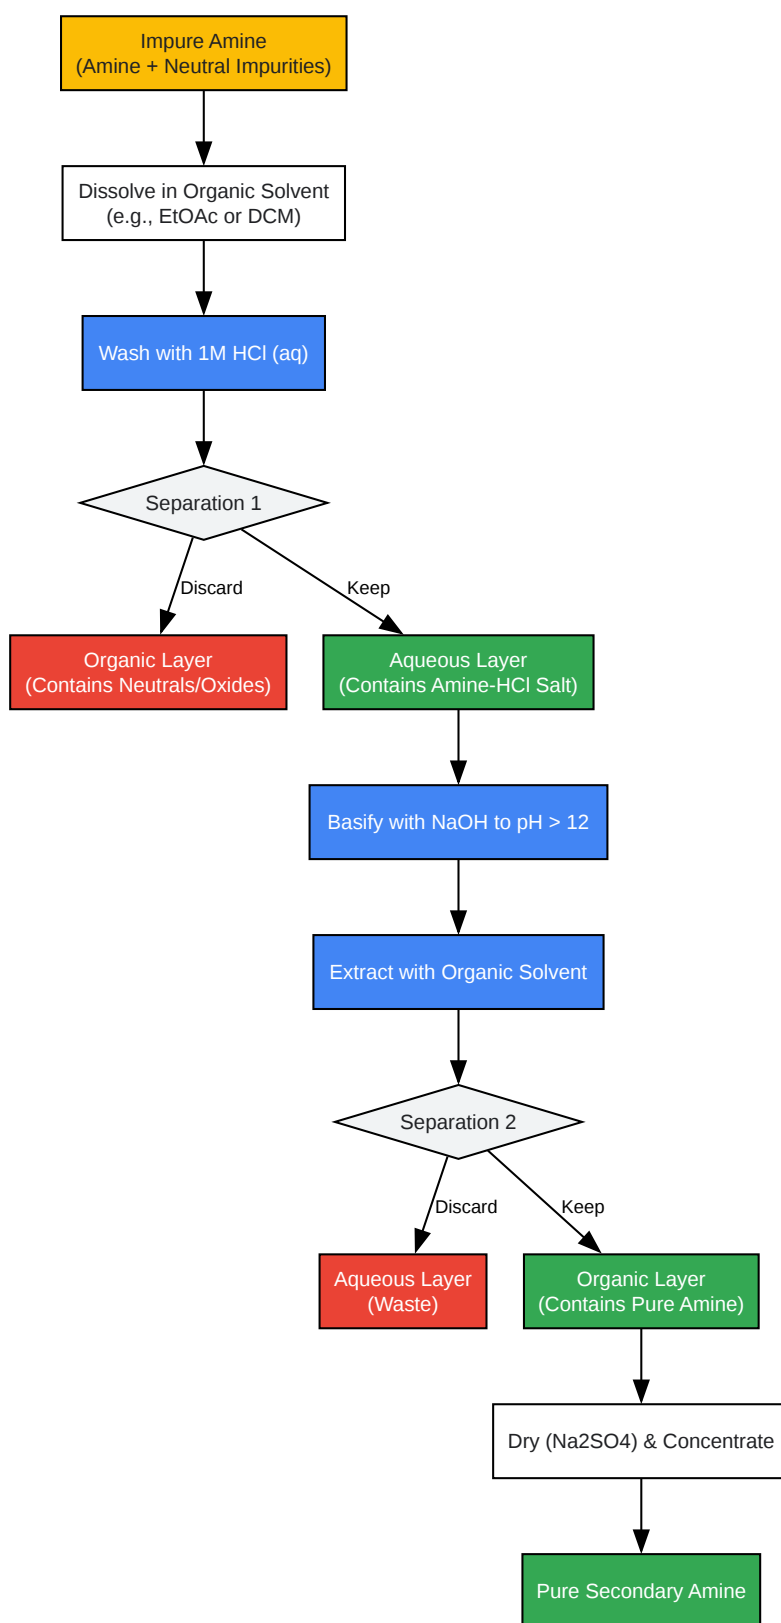 Impure Amine
(Amine + Neutral Impurities)
Dissolve in Organic Solvent
(e.g., EtOAc or DCM)
Wash with 1M HCl (aq)
Separation 1
Discard
Keep
Organic Layer
(Contains Neutrals/Oxides)
Aqueous Layer
(Contains Amine-HCl Salt)
Basify with NaOH to pH > 12
Extract with Organic Solvent
Separation 2
Discard
Keep
Aqueous Layer
(Waste)
Organic Layer
(Contains Pure Amine)
Dry (Na2SO4) & Concentrate
Pure Secondary Amine